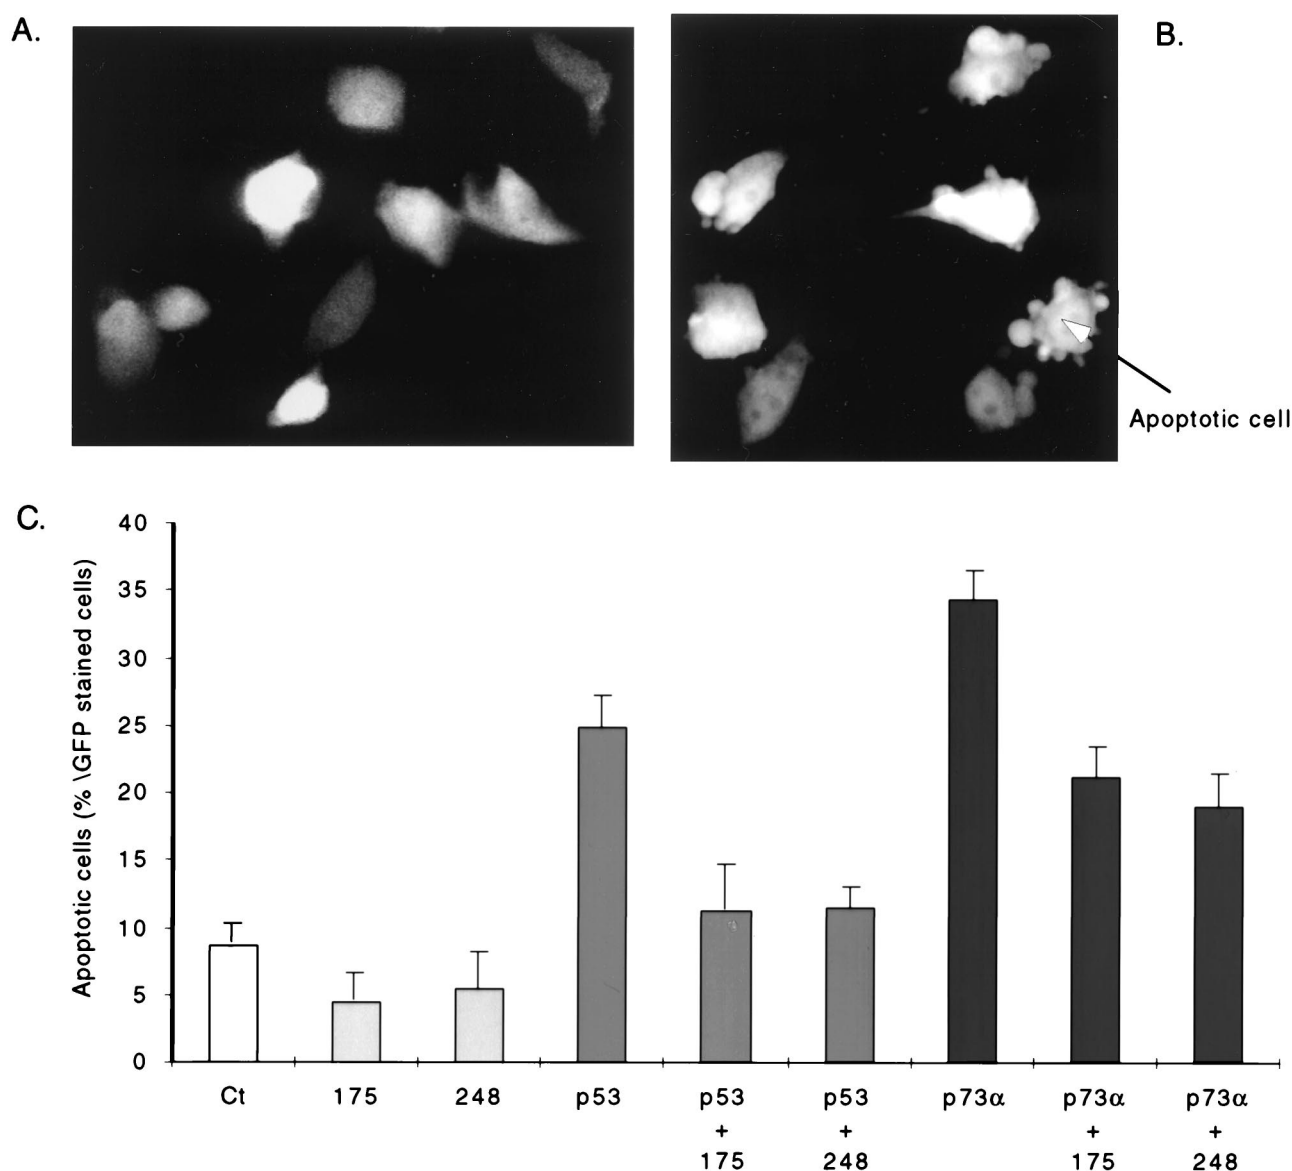 A.
B.
Apoptotic cell
C.
Apoptotic cells (% \GFP stained cells)
40
35
30
25
20
15
10
5
0
Ct
175
248
p53
p53
+
175
p53
+
248
p73α
p73α
+
175
p73α
+
248